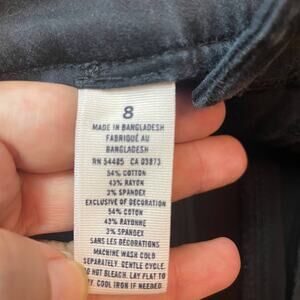 8
MADE IN BANGLADESH
FABRIQUÉ AU
BANGLADESH
RN 54485 CA 03873
54% COTTON
43% RAYON
3% SPANDEX
EXCLUSIVE OF DECORATION
54% COTON
43% RAYONNE
3% SPANDEX
SANS LES DÉCORATIONS
MACHINE WASH COLD
SEPARATELY. GENTLE CYCLE.
DO NOT BLEACH. LAY FLAT TO
DRY. COOL IRON IF NEEDED.